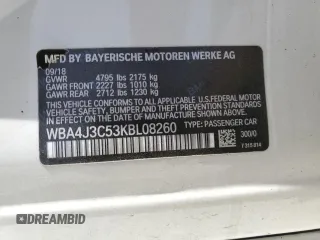 MFD. BY BAYERISCHE MOTOREN WERKE AG
09/18
GVWR 4795 lbs 2175 kg
GAWR FRONT 2227 lbs 1010 kg
GAWR REAR 2712 lbs 1230 kg
THIS VEHICLE CONFORMS TO ALL APPLICABLE
U.S. FEDERAL MOTOR VEHICLE SAFETY, BUMPER,
AND THEFT PREVENTION STANDARDS IN EFFECT
ON THE DATE OF MANUFACTURE SHOWN ABOVE.
WBA4J3C53KBL08260
TYPE: PASSENGER CAR
300/0
DREAMBID